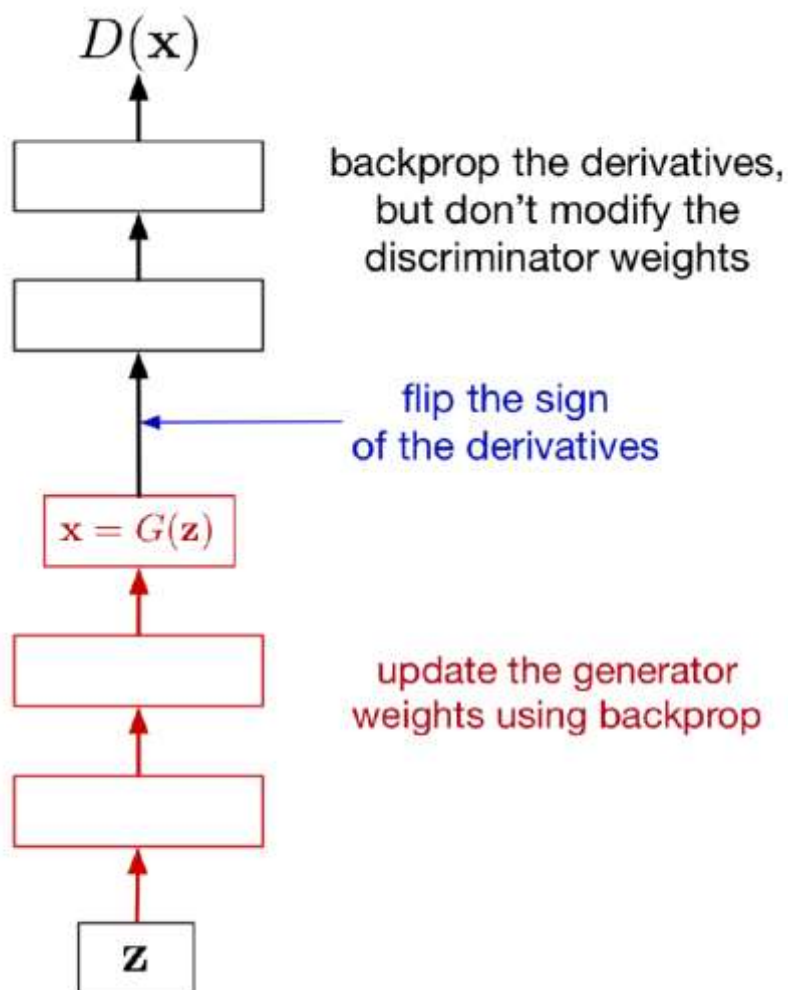 D(x)
backprop the derivatives,
but don't modify the
discriminator weights
flip the sign
of the derivatives
x = G(z)
update the generator
weights using backprop
z